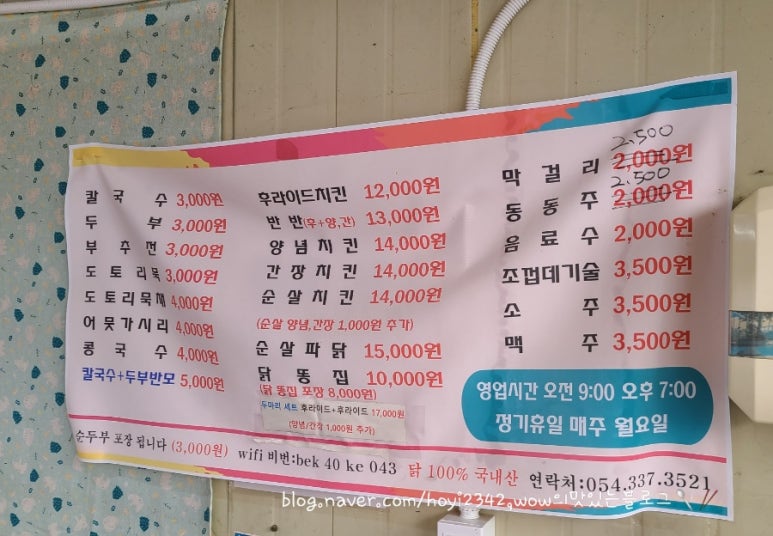 칼국수 3,000원
두부 3,000원
부추전 3,000원
도토리묵 3,000원
도토리묵채 4,000원
어묫가시리 4,000원
콩국수 4,000원
칼국수+두부반모 5,000원
후라이드치킨 12,000원
반반(후+양,간) 13,000원
양념치킨 14,000원
간장치킨 14,000원
순살치킨 14,000원
(순살 양념,간장 1,000원 추가)
순살파닭 15,000원
닭똥집 10,000원
(닭 똥집 포장 8,000원)
두마리 세트 후라이드+후라이드 17,000원
(양념/간장 1,000원 추가)
2,500
막걸리 2,000원
2,500
동동주 2,000원
음료수 2,000원
조껍데기술 3,500원
소주 3,500원
맥주 3,500원
영업시간 오전 9:00 오후 7:00
정기휴일 매주 월요일
순두부 포장 됩니다 (3,000원) wifi 비번:bek 40 ke 043 닭 100% 국내산 연락처:054.337.3521
blog.naver.com/hoyi2342,wow의맛있는블로그